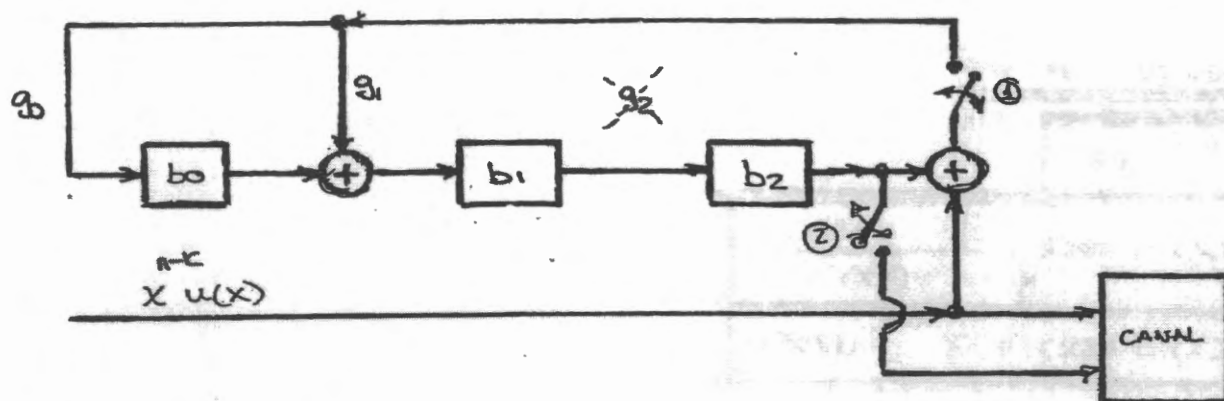 g0
g1
g2
①
b0
+
b1
b2
+
②
n-k
X u(X)
CANAL